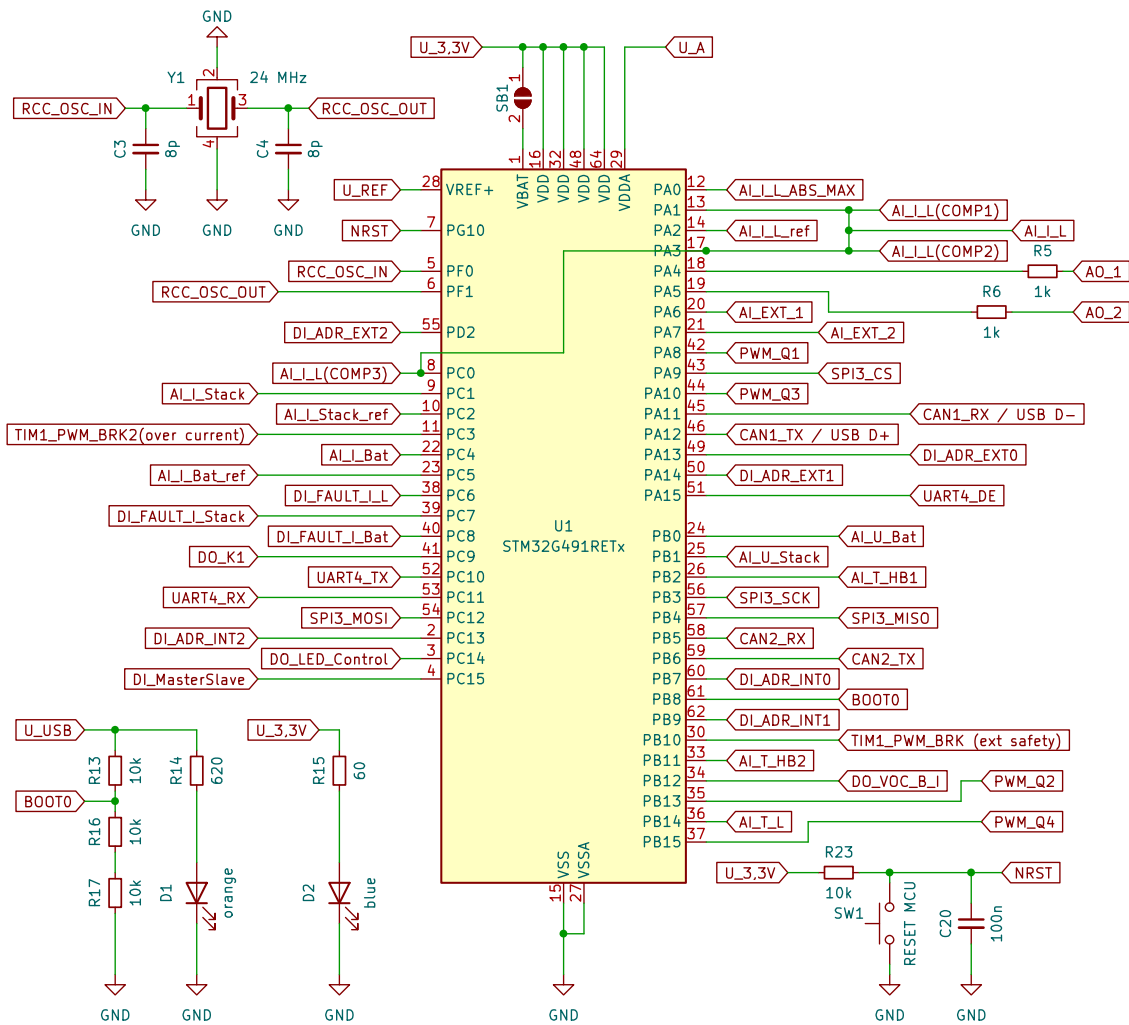 GND
Y1
24 MHz
2
RCC_OSC_IN
1
3
RCC_OSC_OUT
4
C3
8p
C4
8p
GND
GND
GND
U_3,3V
U_A
SB1
1
2
1
16
32
48
64
29
VBAT
VDD
VDD
VDD
VDD
VDDA
U_REF
28
VREF+
NRST
7
PG10
RCC_OSC_IN
5
PF0
RCC_OSC_OUT
6
PF1
DI_ADR_EXT2
55
PD2
AI_I_L(COMP3)
8
PC0
AI_I_Stack
9
PC1
AI_I_Stack_ref
10
PC2
TIM1_PWM_BRK2(over current)
11
PC3
AI_I_Bat
22
PC4
AI_I_Bat_ref
23
PC5
DI_FAULT_I_L
38
PC6
DI_FAULT_I_Stack
39
PC7
DI_FAULT_I_Bat
40
PC8
DO_K1
41
PC9
UART4_TX
52
PC10
UART4_RX
53
PC11
SPI3_MOSI
54
PC12
DI_ADR_INT2
2
PC13
DO_LED_Control
3
PC14
DI_MasterSlave
4
PC15
U1
STM32G491RETx
PA0
12
AI_I_L_ABS_MAX
PA1
13
AI_I_L(COMP1)
PA2
14
AI_I_L_ref
AI_I_L
PA3
17
AI_I_L(COMP2)
PA4
18
R5
1k
AO_1
PA5
19
R6
1k
AO_2
PA6
20
AI_EXT_1
PA7
21
AI_EXT_2
PA8
42
PWM_Q1
PA9
43
SPI3_CS
PA10
44
PWM_Q3
PA11
45
CAN1_RX / USB D-
PA12
46
CAN1_TX / USB D+
PA13
49
DI_ADR_EXT0
PA14
50
DI_ADR_EXT1
PA15
51
UART4_DE
PB0
24
AI_U_Bat
PB1
25
AI_U_Stack
PB2
26
AI_T_HB1
PB3
56
SPI3_SCK
PB4
57
SPI3_MISO
PB5
58
CAN2_RX
PB6
59
CAN2_TX
PB7
60
DI_ADR_INT0
PB8
61
BOOT0
PB9
62
DI_ADR_INT1
PB10
30
TIM1_PWM_BRK (ext safety)
PB11
33
AI_T_HB2
PB12
34
DO_VOC_B_I
PB13
35
PWM_Q2
PB14
36
AI_T_L
PB15
37
PWM_Q4
VSS
VSSA
15
27
GND
U_USB
R13
10k
R14
620
BOOT0
R16
10k
R17
10k
D1
orange
GND
GND
U_3,3V
R15
60
D2
blue
GND
U_3,3V
R23
10k
NRST
SW1
RESET MCU
C20
100n
GND
GND